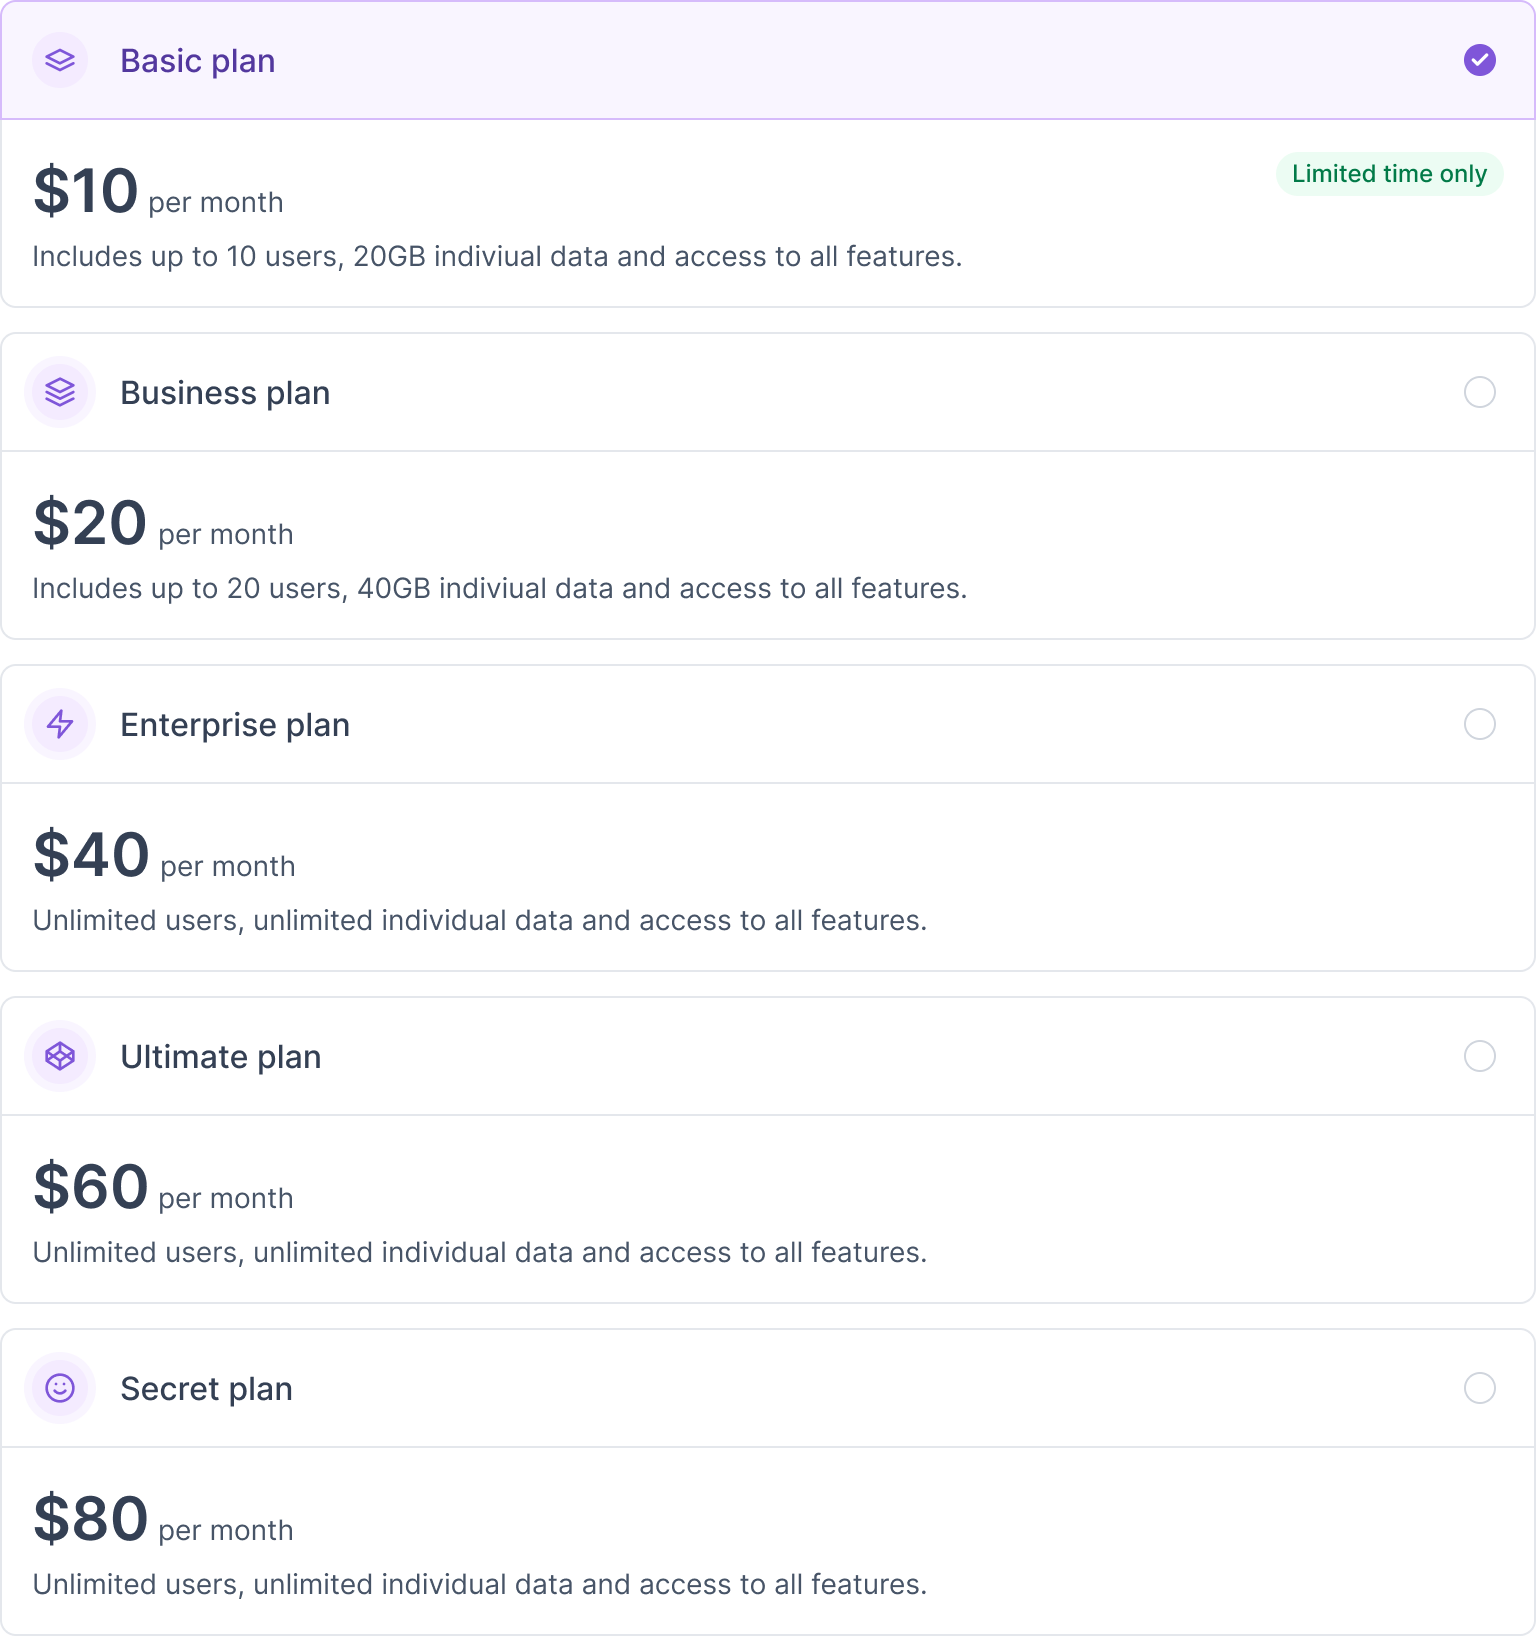 Basic plan
$10 per month
Limited time only
Includes up to 10 users, 20GB indiviual data and access to all features.
Business plan
$20 per month
Includes up to 20 users, 40GB indiviual data and access to all features.
Enterprise plan
$40 per month
Unlimited users, unlimited individual data and access to all features.
Ultimate plan
$60 per month
Unlimited users, unlimited individual data and access to all features.
Secret plan
$80 per month
Unlimited users, unlimited individual data and access to all features.